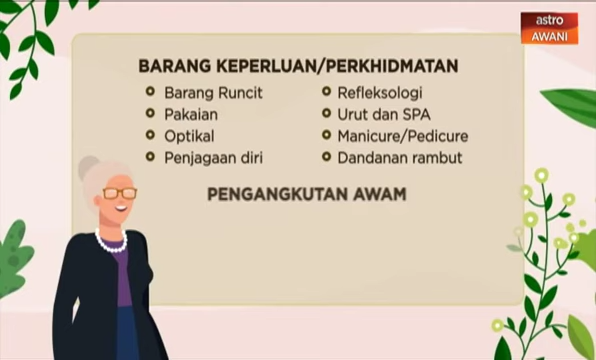 astro
AWANI
BARANG KEPERLUAN/PERKHIDMATAN
Barang Runcit
Pakaian
Optikal
Penjagaan diri
Refleksologi
Urut dan SPA
Manicure/Pedicure
Dandanan rambut
PENGANGKUTAN AWAM